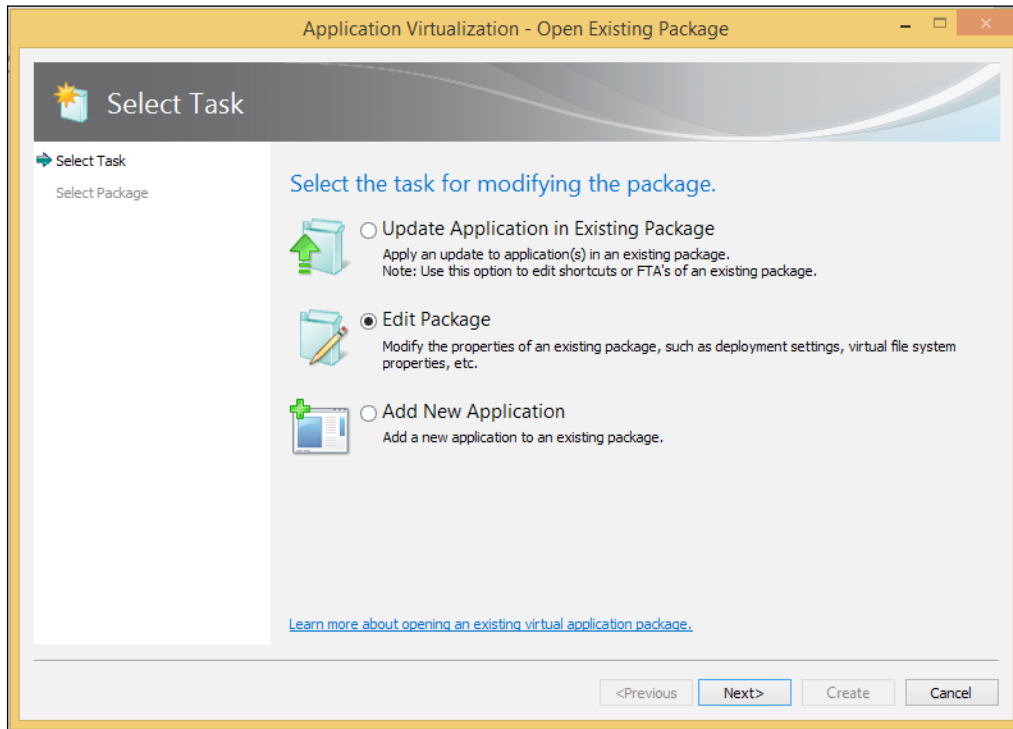 Application Virtualization - Open Existing Package
Select Task
Select Task
Select Package
Select the task for modifying the package.
Update Application in Existing Package
Apply an update to application(s) in an existing package.
Note: Use this option to edit shortcuts or FTA's of an existing package.
Edit Package
Modify the properties of an existing package, such as deployment settings, virtual file system
properties, etc.
Add New Application
Add a new application to an existing package.
Learn more about opening an existing virtual application package.
<Previous Next> Create Cancel